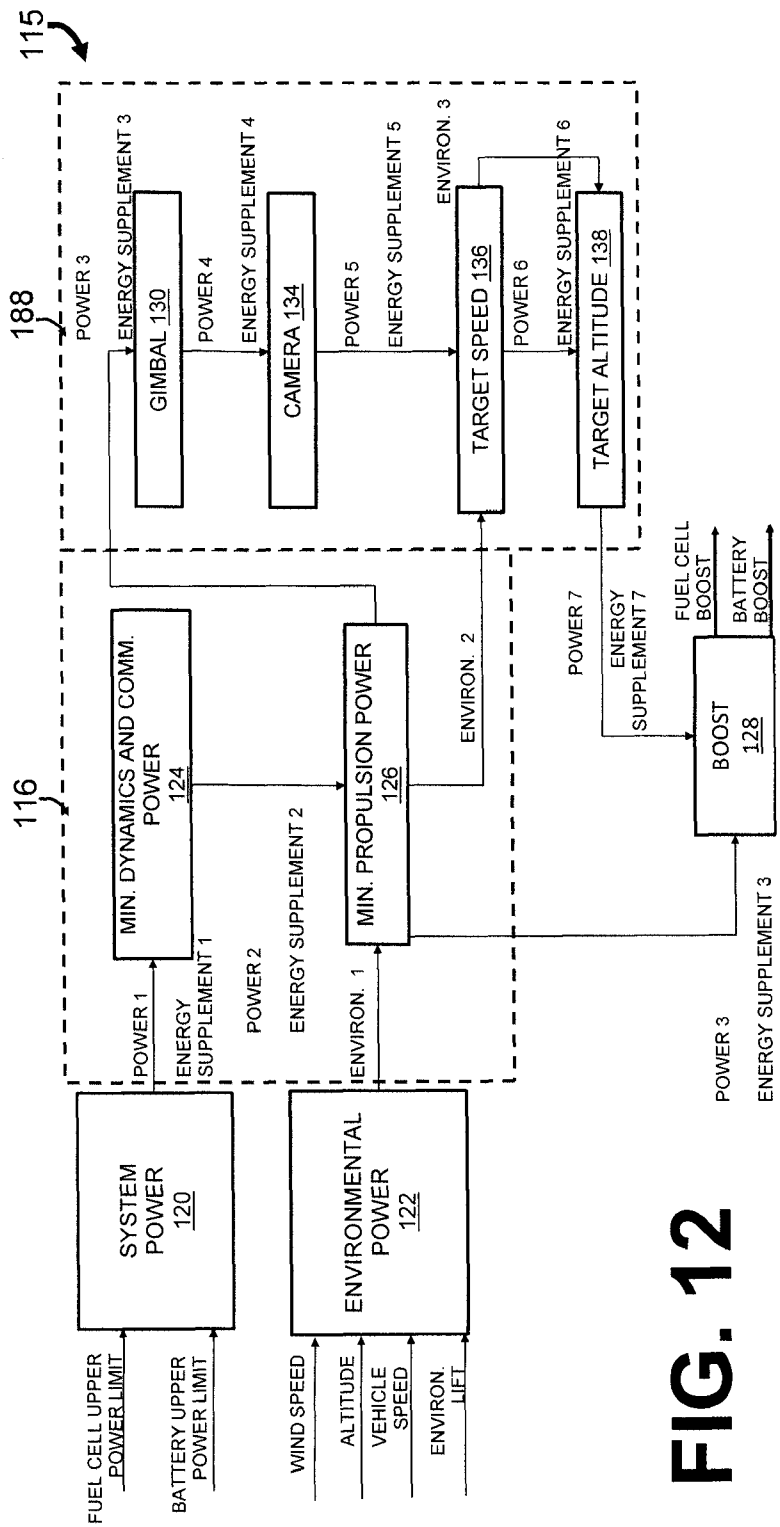 115
188
116
FUEL CELL UPPER
POWER LIMIT
BATTERY UPPER
POWER LIMIT
SYSTEM
POWER
120
POWER 1
ENERGY
SUPPLEMENT 1
MIN. DYNAMICS AND COMM.
POWER
124
POWER 2
ENERGY SUPPLEMENT 2
WIND SPEED
ALTITUDE
VEHICLE
SPEED
ENVIRON.
LIFT
ENVIRONMENTAL
POWER
122
ENVIRON. 1
MIN. PROPULSION POWER
126
ENVIRON. 2
POWER 3
ENERGY SUPPLEMENT 3
GIMBAL 130
POWER 4
ENERGY SUPPLEMENT 4
CAMERA 134
POWER 5
ENERGY SUPPLEMENT 5
TARGET SPEED 136
ENVIRON. 3
POWER 6
ENERGY SUPPLEMENT 6
TARGET ALTITUDE 138
POWER 7
ENERGY
SUPPLEMENT 7
POWER 3
ENERGY SUPPLEMENT 3
BOOST
128
FUEL CELL
BOOST
BATTERY
BOOST
FIG. 12